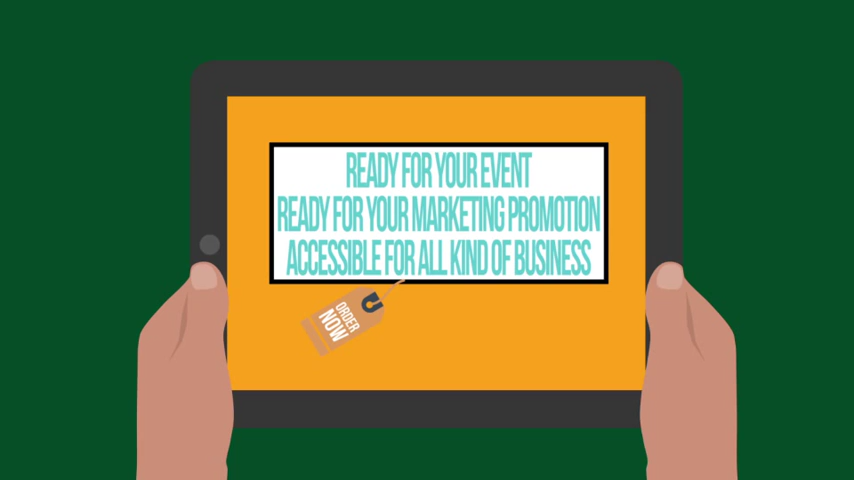 READY FOR YOUR EVENT
READY FOR YOUR MARKETING PROMOTION
ACCESSIBLE FOR ALL KIND OF BUSINESS
ORDER
NOW